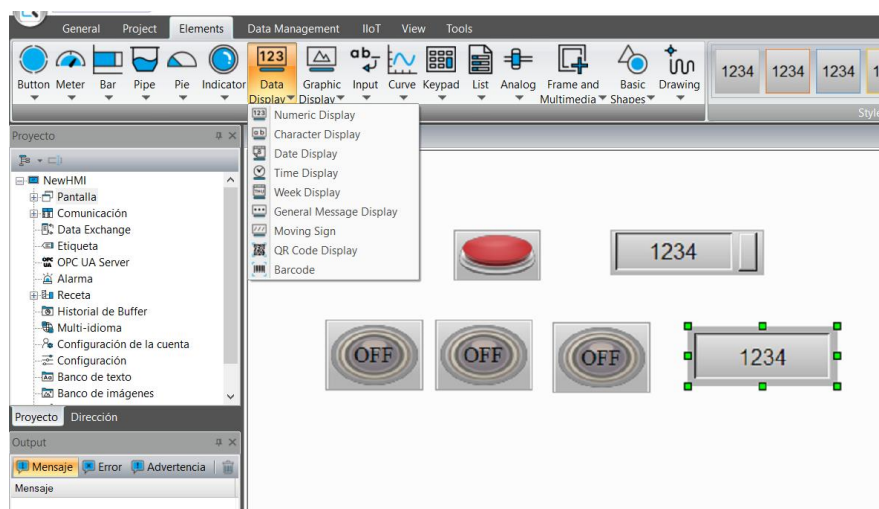 General Project Elements Data Management IIoT View Tools
Button Meter Bar Pipe Pie Indicator Data Display Graphic Display Input Curve Keypad List Analog Frame and Multimedia Basic Shapes Drawing
123 ab
1234 1234 1234 1
Style
Numeric Display
Character Display
Date Display
Time Display
Week Display
General Message Display
Moving Sign
QR Code Display
Barcode
Proyecto
NewHMI
Pantalla
Comunicación
Data Exchange
Etiqueta
OPC UA Server
Alarma
Receta
Historial de Buffer
Multi-idioma
Configuración de la cuenta
Configuración
Banco de texto
Banco de imágenes
Proyecto Dirección
Output
Mensaje Error Advertencia
Mensaje
1234
OFF OFF OFF 1234